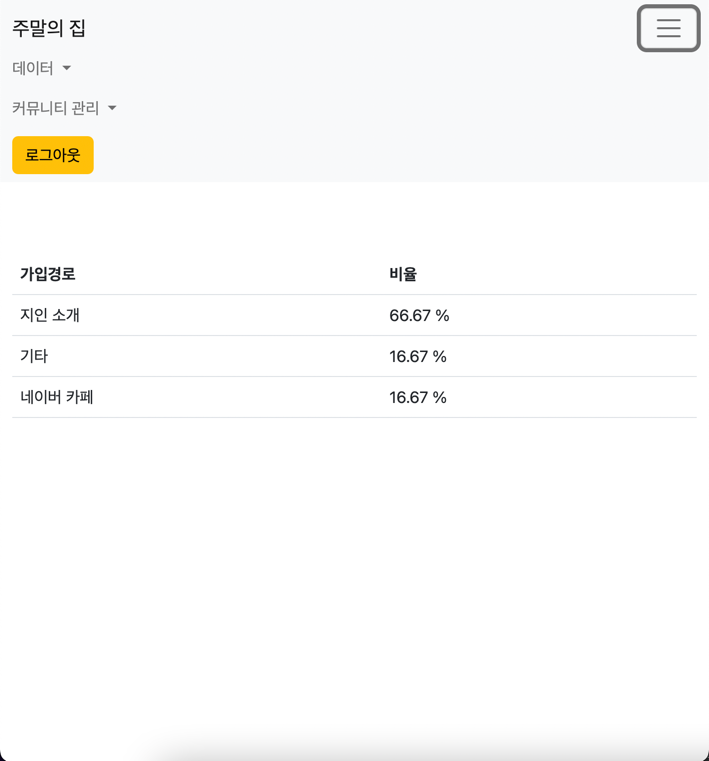 주말의 집
데이터
커뮤니티 관리
로그아웃
가입경로 비율
지인 소개 66.67 %
기타 16.67 %
네이버 카페 16.67 %